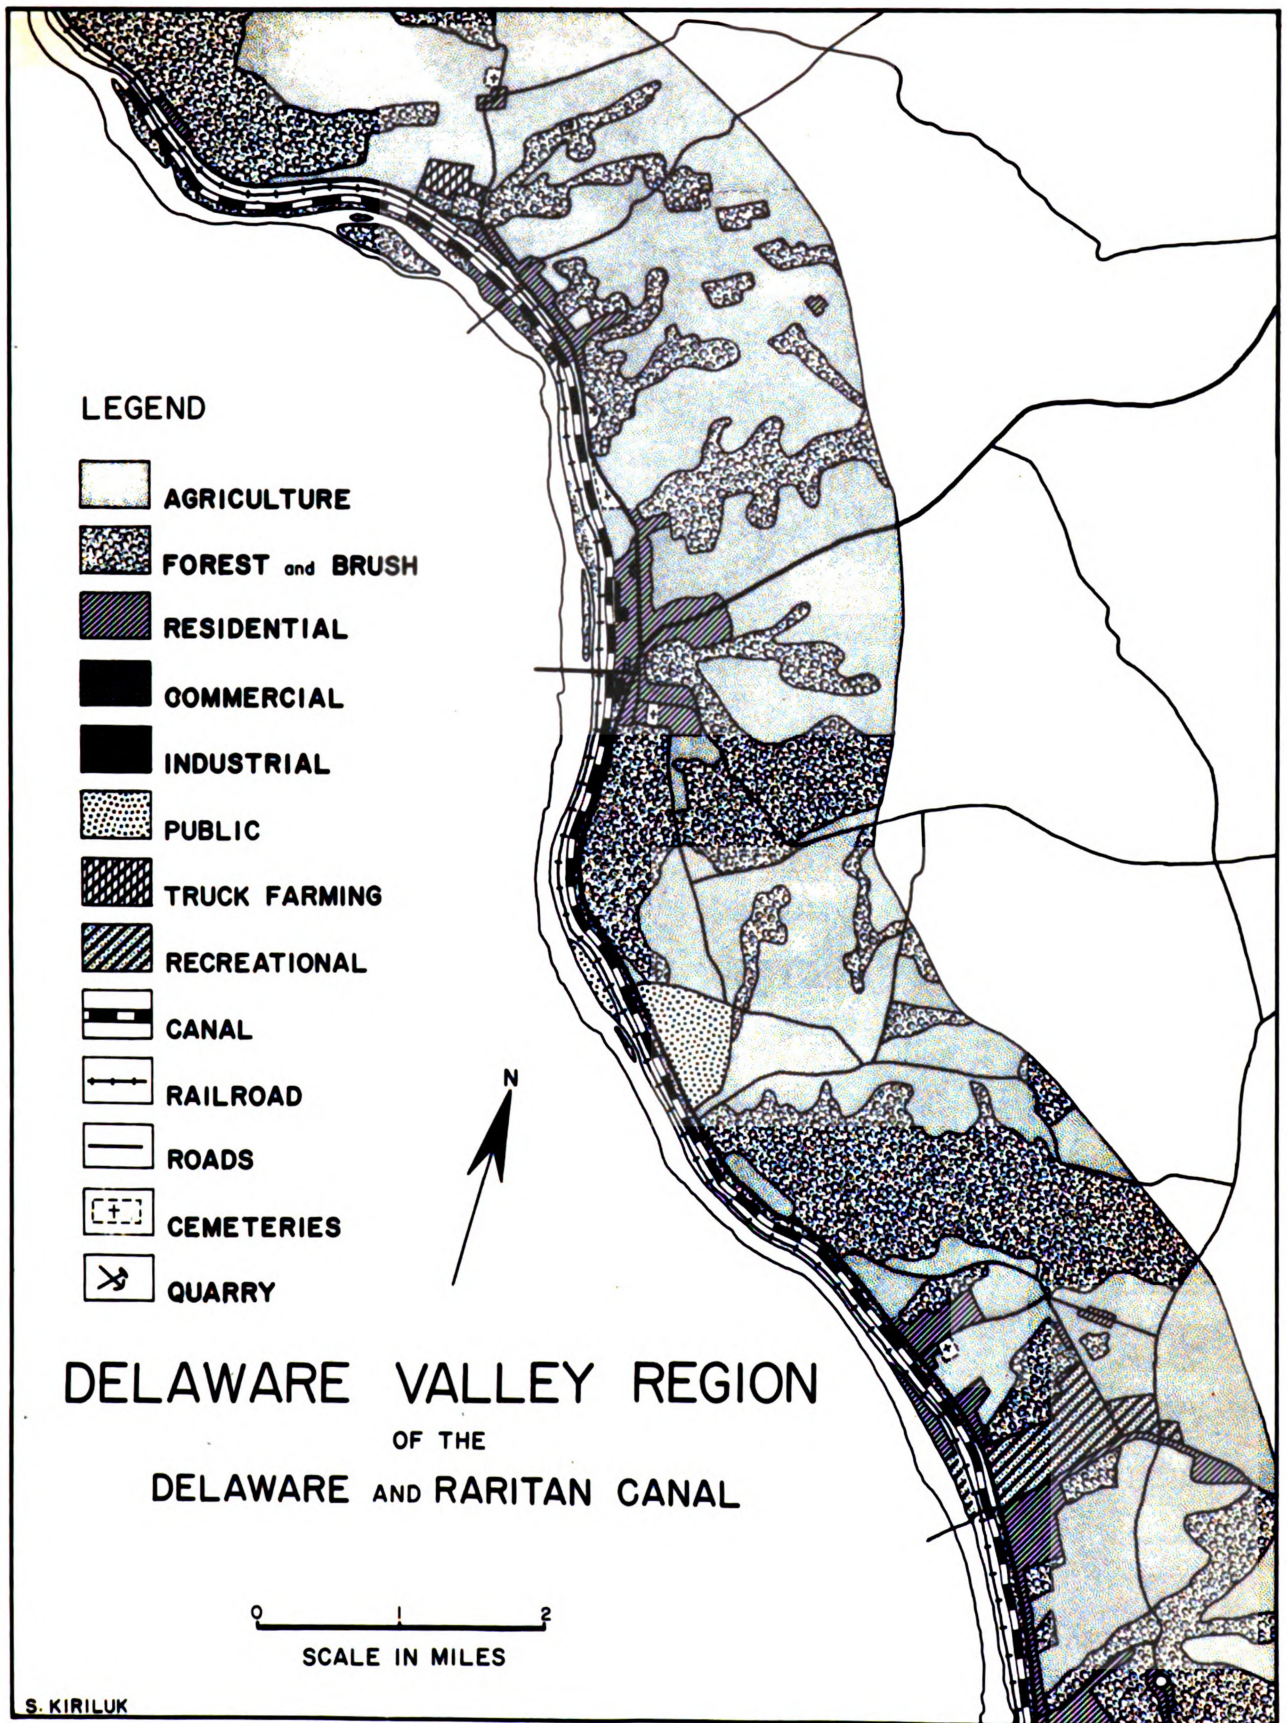 LEGEND
AGRICULTURE
FOREST and BRUSH
RESIDENTIAL
COMMERCIAL
INDUSTRIAL
PUBLIC
TRUCK FARMING
RECREATIONAL
CANAL
RAILROAD
ROADS
CEMETERIES
QUARRY
N
DELAWARE VALLEY REGION
OF THE
DELAWARE AND RARITAN CANAL
0 1 2
SCALE IN MILES
S. KIRILUK